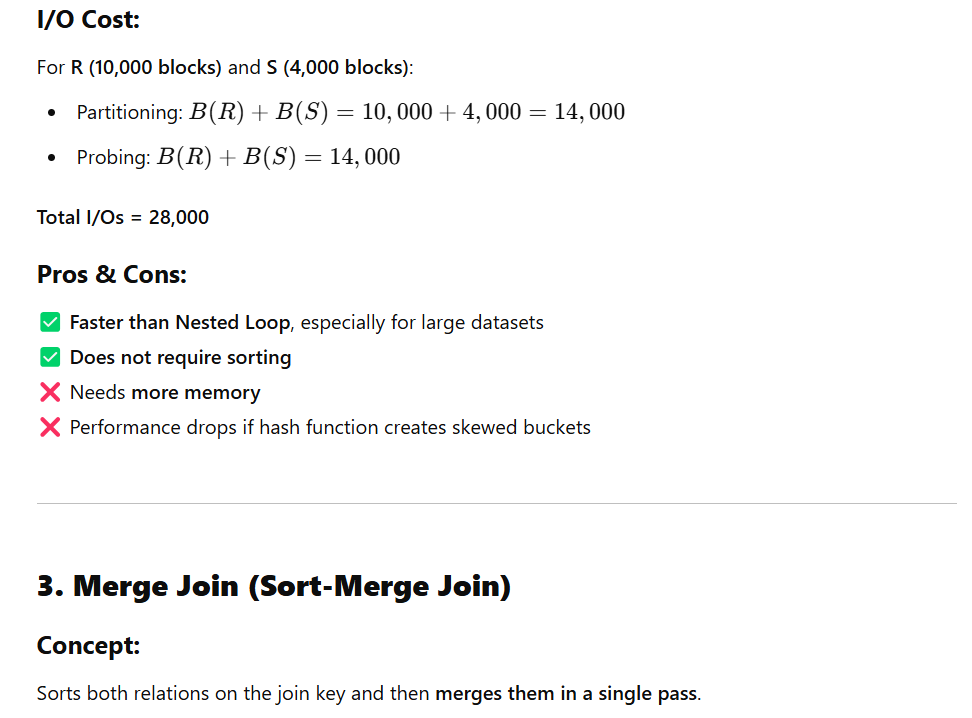 I/O Cost:
For R (10,000 blocks) and S (4,000 blocks):
• Partitioning: B(R) + B(S) = 10,000 + 4,000 = 14,000
• Probing: B(R) + B(S) = 14,000
Total I/Os = 28,000
Pros & Cons:
✅ Faster than Nested Loop, especially for large datasets
✅ Does not require sorting
❌ Needs more memory
❌ Performance drops if hash function creates skewed buckets
3. Merge Join (Sort-Merge Join)
Concept:
Sorts both relations on the join key and then merges them in a single pass.